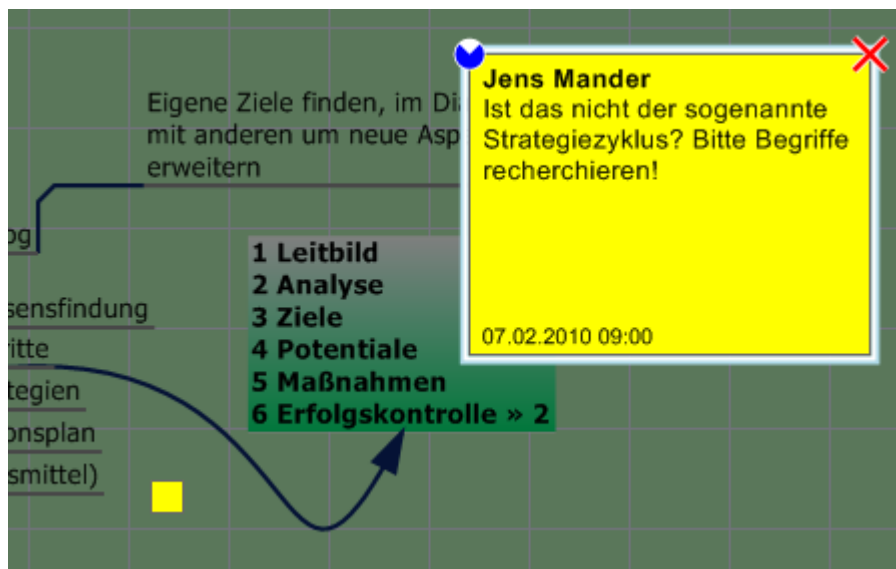 Eigene Ziele finden, im
mit anderen um neue
erweitern
Jens Mander
Ist das nicht der sogenannte
Strategiezyklus? Bitte Begriffe
recherchieren!
07.02.2010 09:00
1 Leitbild
2 Analyse
3 Ziele
4 Potentiale
5 Maßnahmen
6 Erfolgskontrolle » 2
og
sensfindung
ritte
tegien
onsplan
smittel)